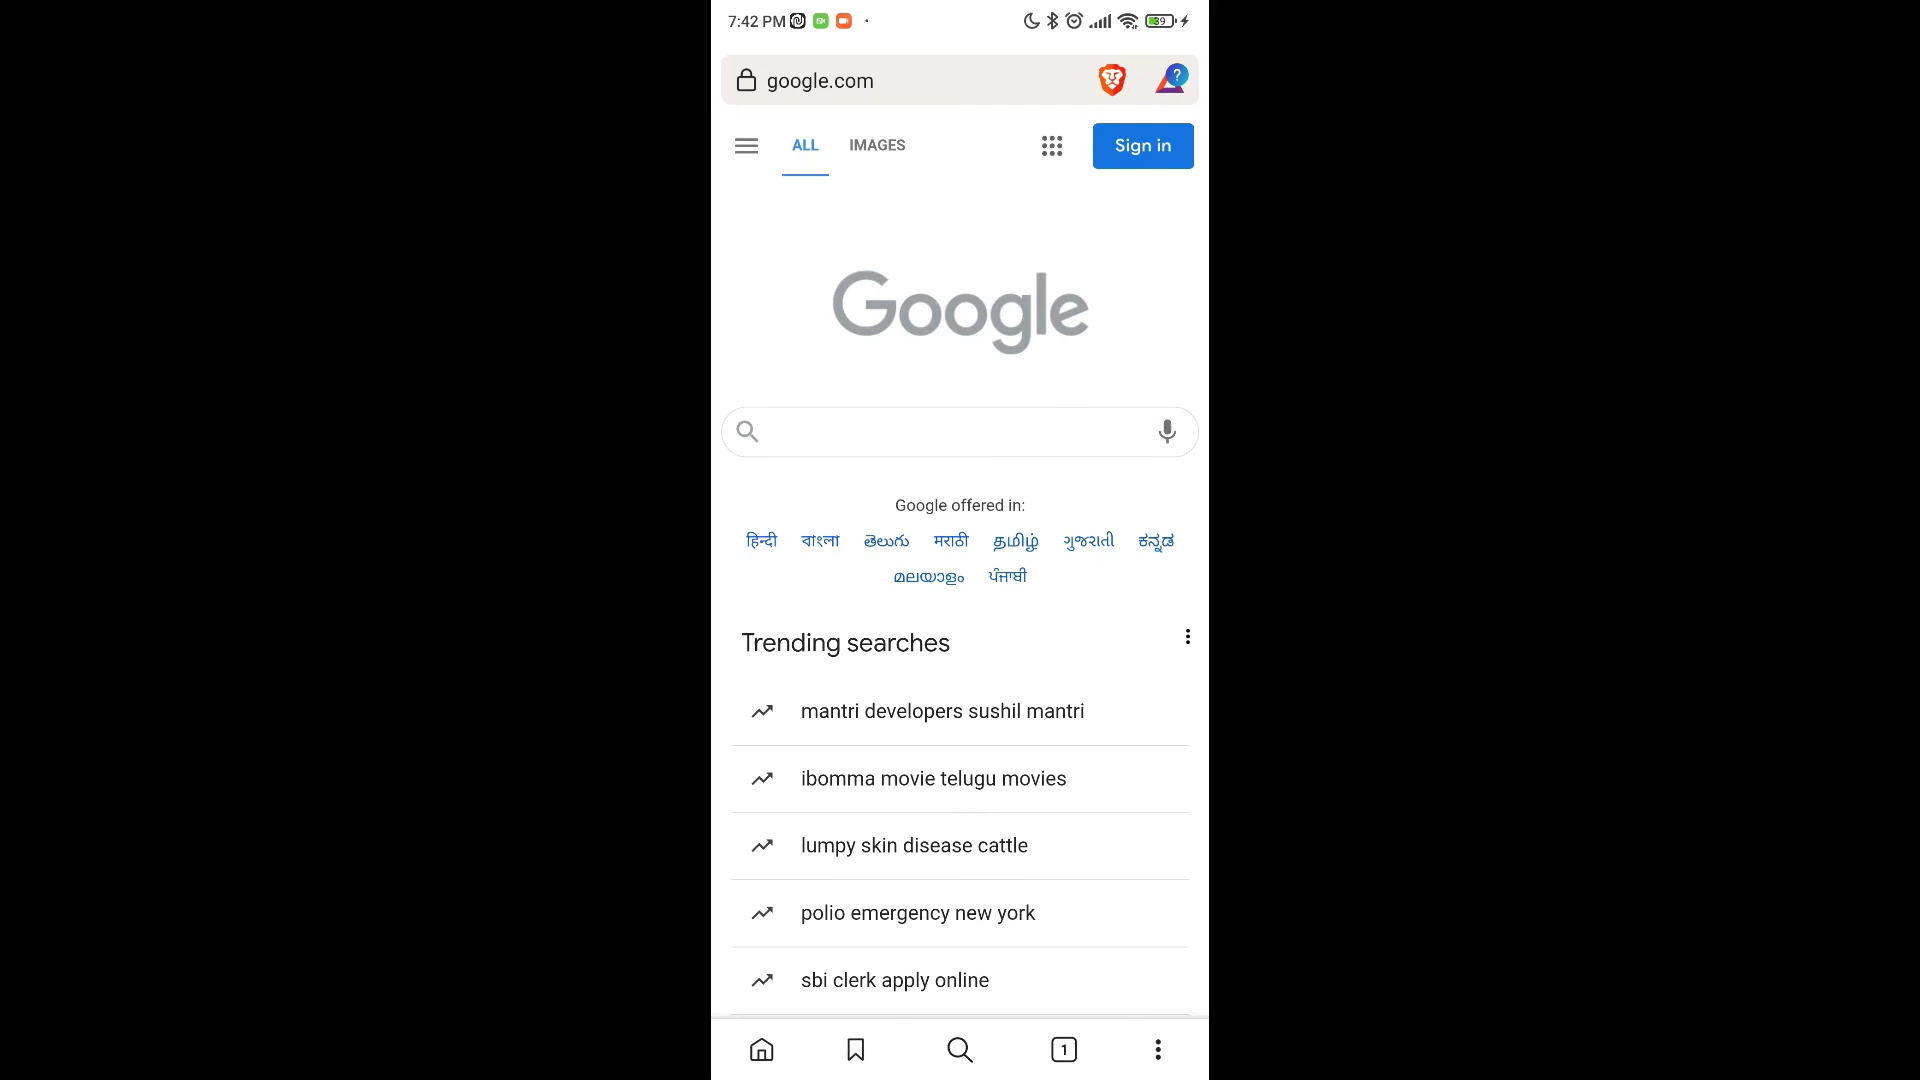 7:42 PM
39
google.com
?
ALL IMAGES
Sign in
Google
Google offered in:
हिन्दी বাংলা తెలుగు मराठी தமிழ் ગુજરાતી ಕನ್ನಡ
മലയാളം ਪੰਜਾਬੀ
Trending searches
mantri developers sushil mantri
ibomma movie telugu movies
lumpy skin disease cattle
polio emergency new york
sbi clerk apply online
1